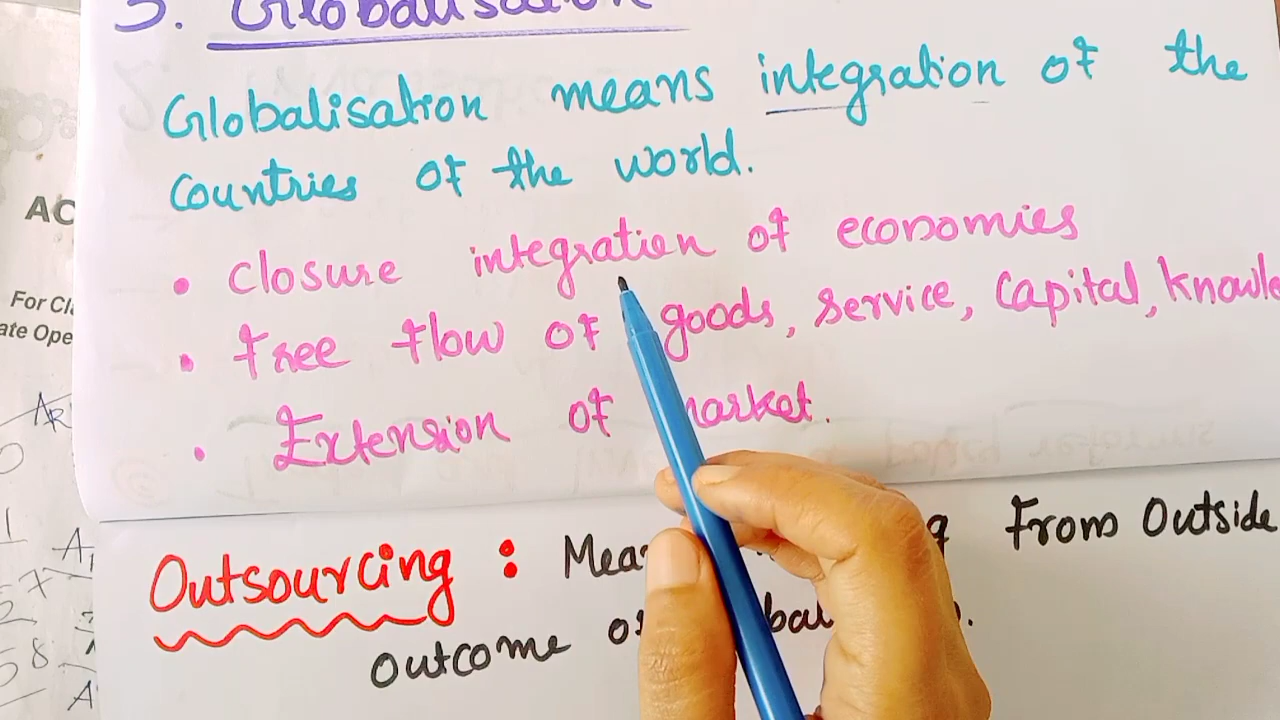 3. Globalisation
Globalisation means integration of the
countries of the world.
• Closure integration of economies
• Free flow of goods, service, capital, knowle
• Extension of market.
Outsourcing : From Outside
outcome
AC
For Cl
ate Ope